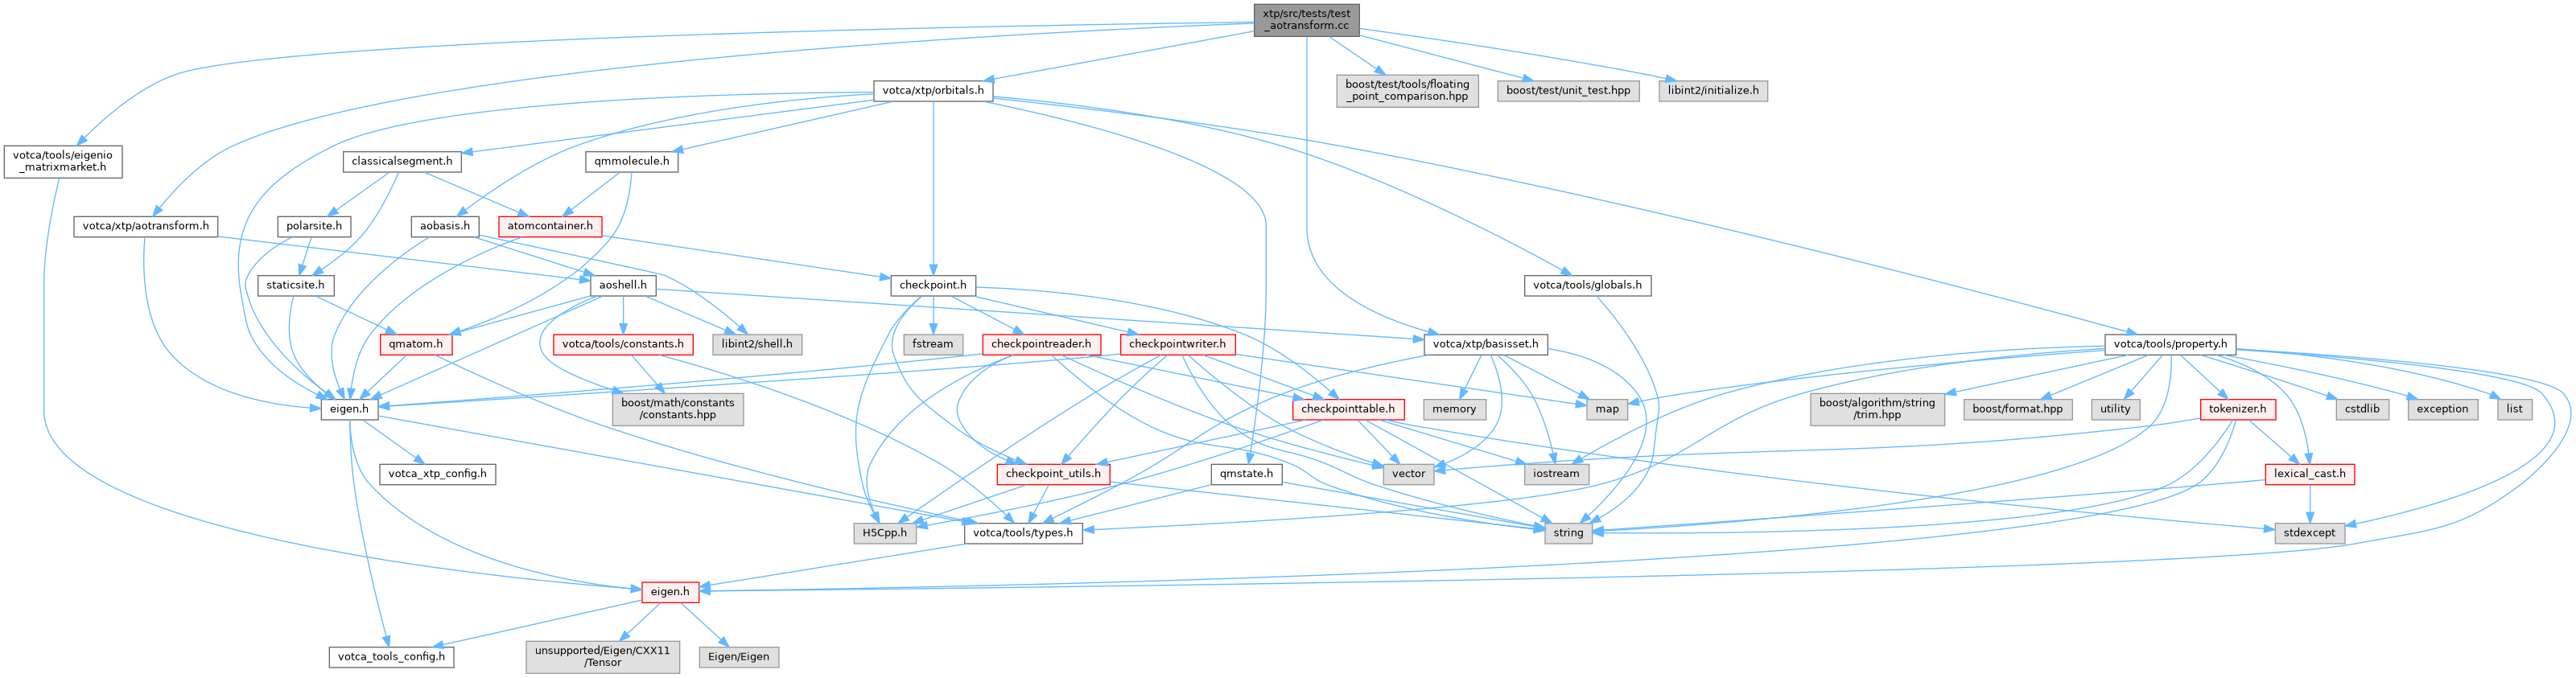 xtp/src/tests/test
_aotransform.cc
votca/xtp/orbitals.h
boost/test/tools/floating
_point_comparison.hpp
boost/test/unit_test.hpp
libint2/initialize.h
votca/tools/eigenio
_matrixmarket.h
classicalsegment.h
qmmolecule.h
votca/xtp/aotransform.h
polarsite.h
aobasis.h
atomcontainer.h
staticsite.h
aoshell.h
checkpoint.h
votca/tools/globals.h
qmatom.h
votca/tools/constants.h
libint2/shell.h
fstream
checkpointreader.h
checkpointwriter.h
votca/xtp/basisset.h
votca/tools/property.h
eigen.h
boost/math/constants
/constants.hpp
checkpointtable.h
memory
map
boost/algorithm/string
/trim.hpp
boost/format.hpp
utility
tokenizer.h
cstdlib
exception
list
votca_xtp_config.h
checkpoint_utils.h
qmstate.h
vector
iostream
lexical_cast.h
H5Cpp.h
votca/tools/types.h
string
stdexcept
eigen.h
votca_tools_config.h
unsupported/Eigen/CXX11
/Tensor
Eigen/Eigen